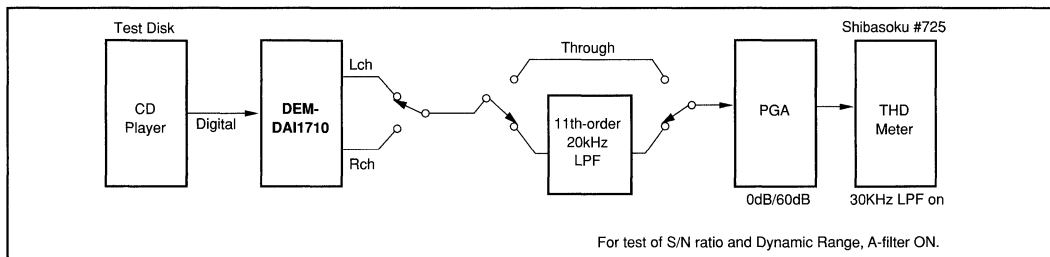 Test Disk
CD
Player
Digital
DEM-
DAI1710
Lch
Rch
Through
11th-order
20kHz
LPF
PGA
0dB/60dB
Shibasoku #725
THD
Meter
30KHz LPF on
For test of S/N ratio and Dynamic Range, A-filter ON.